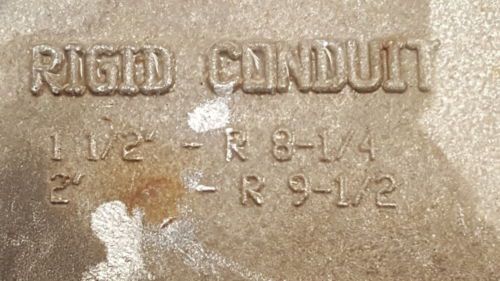 RIGID CONDUIT
1 1/2" - R 8-1/4
2" - R 9-1/2